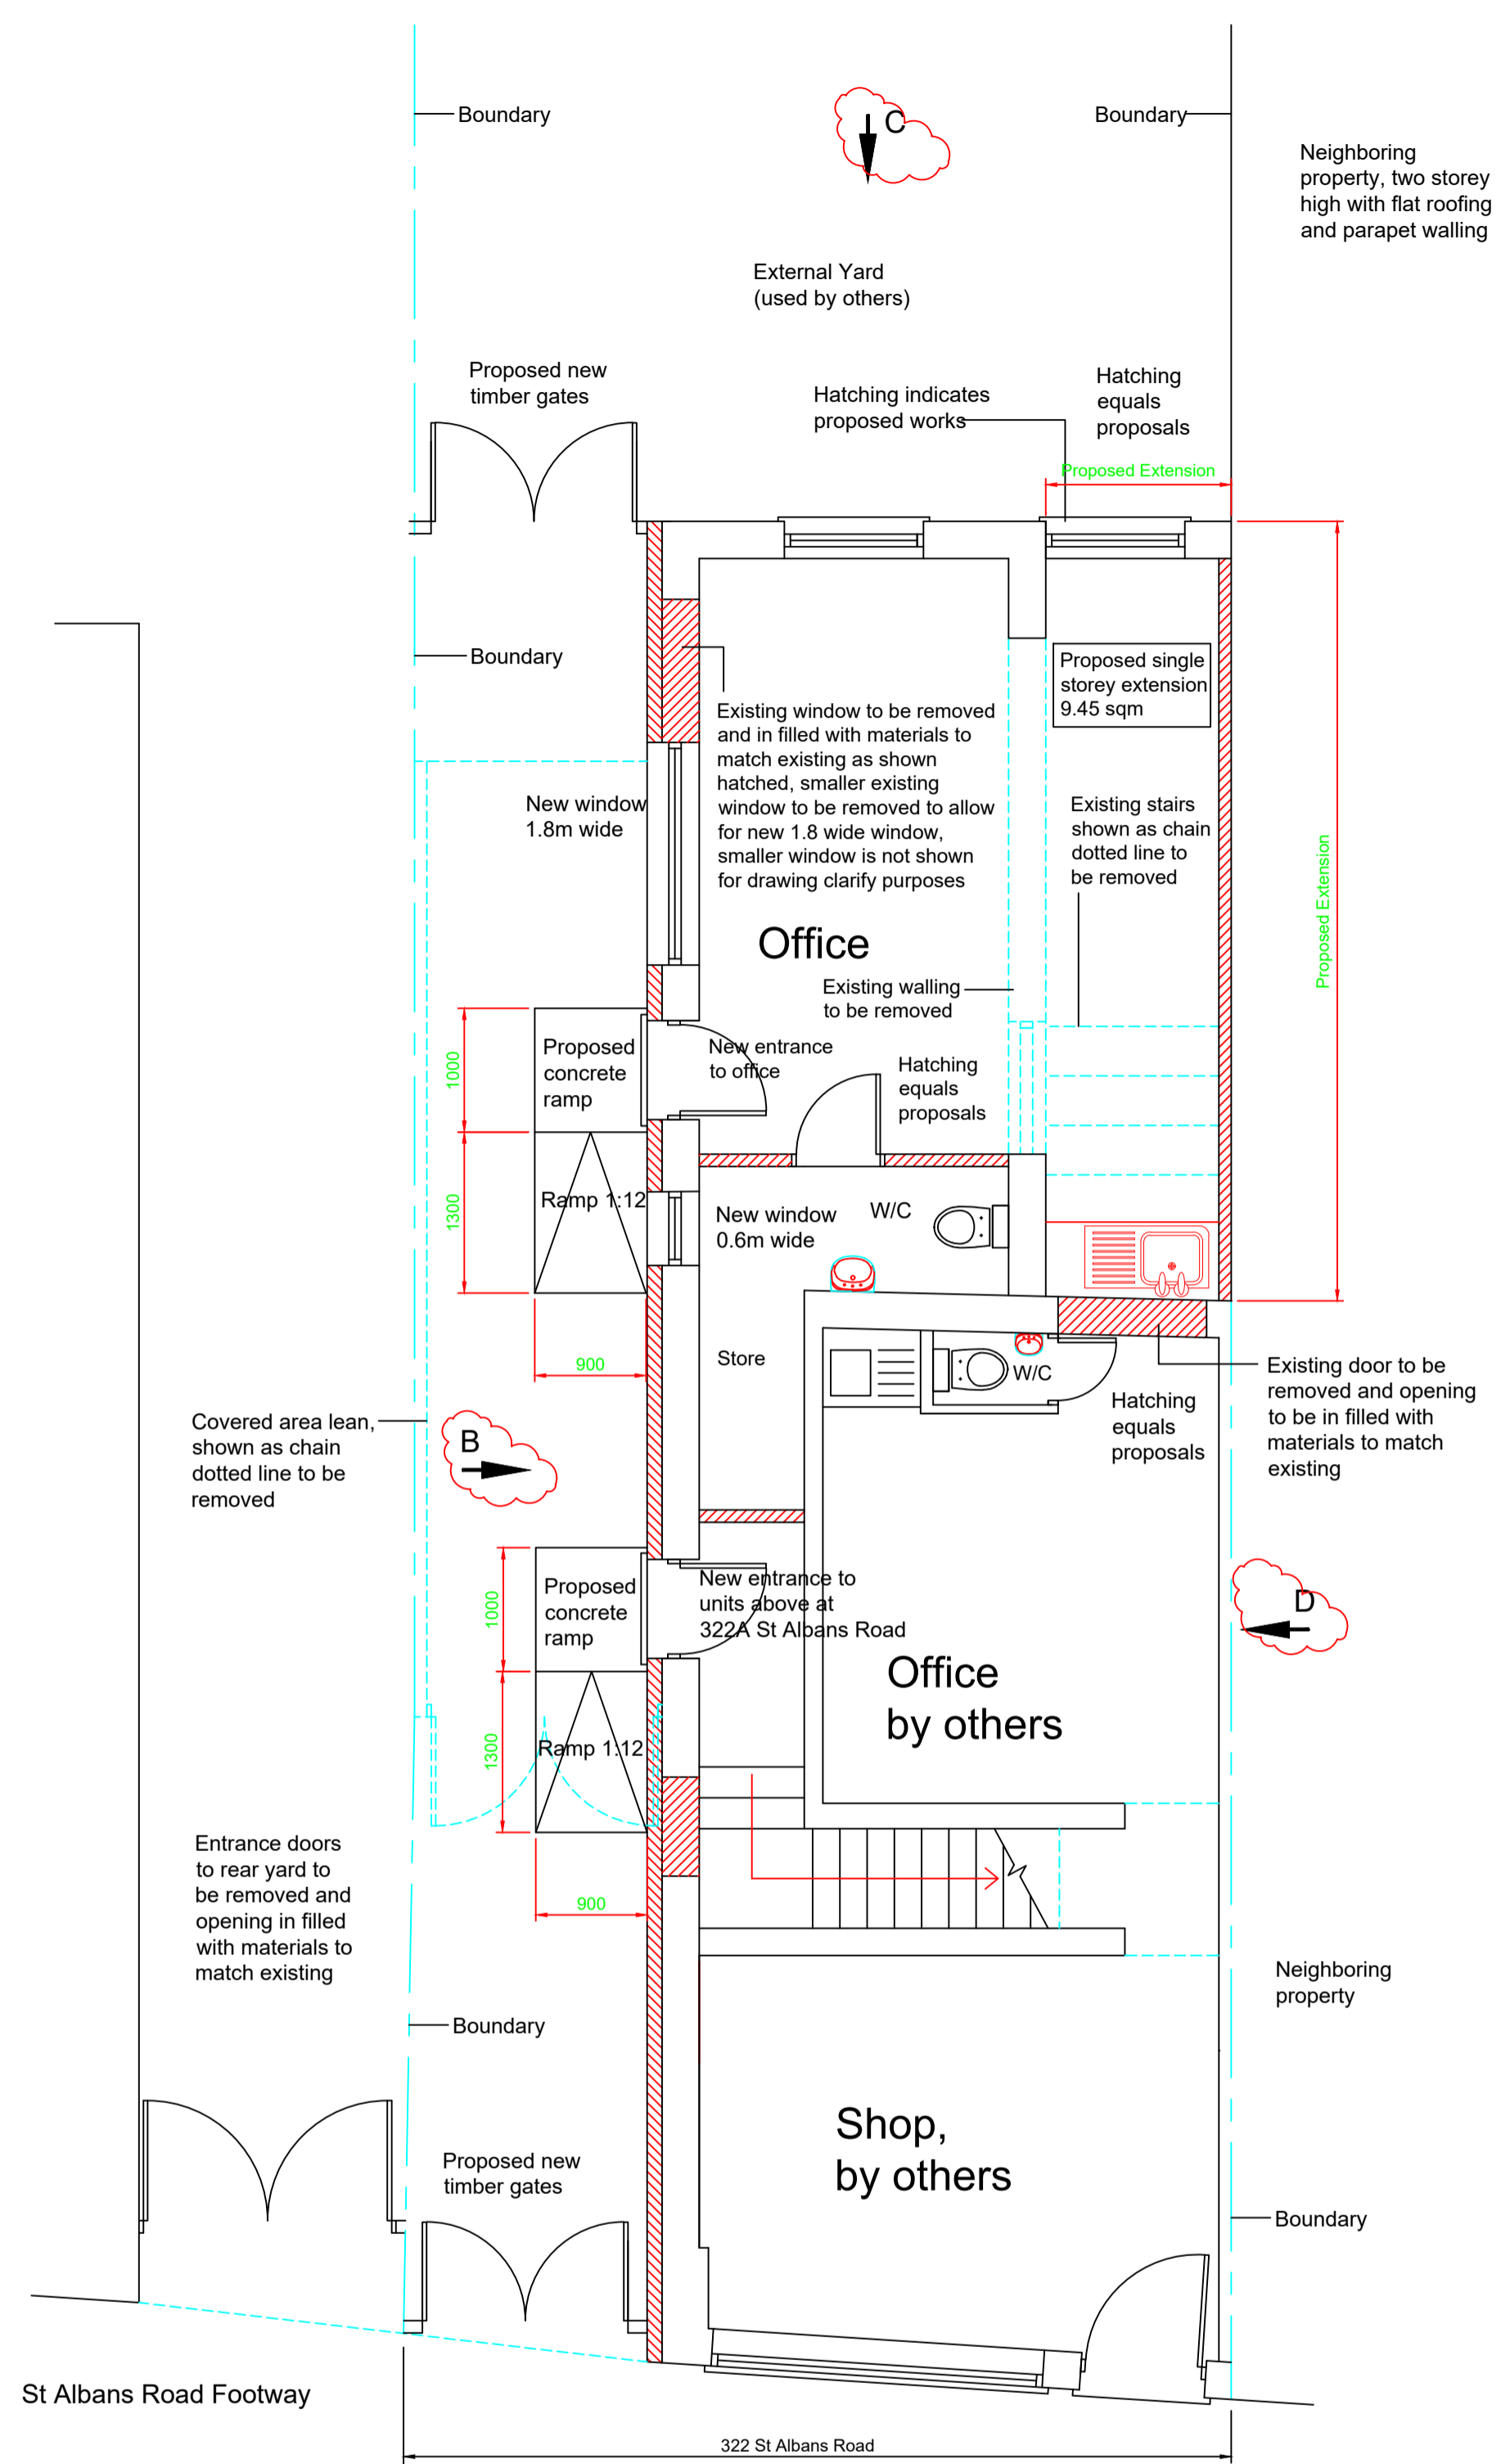 Boundary
C
Boundary
Neighboring
property, two storey
high with flat roofing
and parapet walling
External Yard
(used by others)
Proposed new
timber gates
Hatching indicates
proposed works
Hatching
equals
proposals
Proposed Extension
Boundary
Proposed single
storey extension
9.45 sqm
Existing window to be removed
and in filled with materials to
match existing as shown
hatched, smaller existing
window to be removed to allow
for new 1.8 wide window,
smaller window is not shown
for drawing clarify purposes
New window
1.8m wide
Existing stairs
shown as chain
dotted line to
be removed
Proposed Extension
Office
Existing walling
to be removed
1000
Proposed
concrete
ramp
New entrance
to office
Hatching
equals
proposals
1300
Ramp 1:12
New window
0.6m wide
W/C
900
Store
W/C
Existing door to be
removed and opening
to be in filled with
materials to match
existing
Hatching
equals
proposals
Covered area lean,
shown as chain
dotted line to be
removed
B
1000
Proposed
concrete
ramp
New entrance to
units above at
322A St Albans Road
D
Office
by others
1300
Ramp 1:12
Entrance doors
to rear yard to
be removed and
opening in filled
with materials to
match existing
900
Neighboring
property
Boundary
Shop,
by others
Proposed new
timber gates
Boundary
St Albans Road Footway
322 St Albans Road